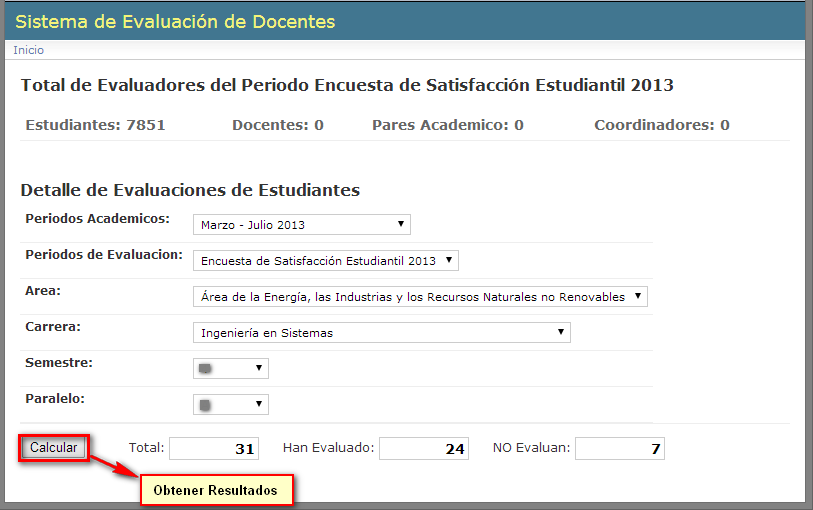 Sistema de Evaluación de Docentes
Inicio
Total de Evaluadores del Periodo Encuesta de Satisfacción Estudiantil 2013
Estudiantes: 7851 Docentes: 0 Pares Academico: 0 Coordinadores: 0
Detalle de Evaluaciones de Estudiantes
Periodos Academicos: Marzo - Julio 2013
Periodos de Evaluacion: Encuesta de Satisfacción Estudiantil 2013
Area: Área de la Energía, las Industrias y los Recursos Naturales no Renovables
Carrera: Ingeniería en Sistemas
Semestre:
Paralelo:
Calcular Total: 31 Han Evaluado: 24 NO Evaluan: 7
Obtener Resultados